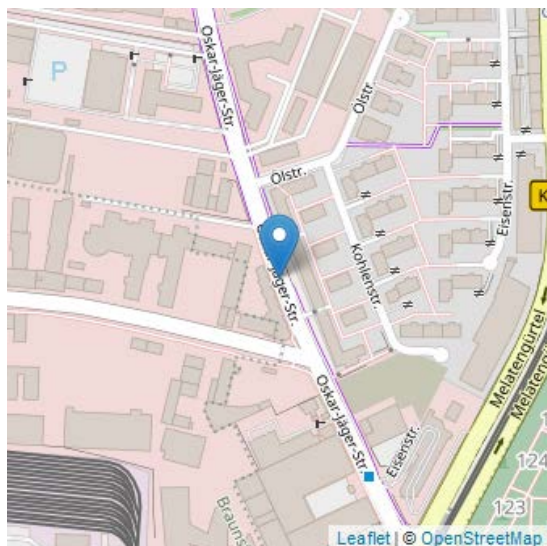 Oskar-Jäger-Str.
P
Ölstr.
Ölstr.
Eisenstr.
K
Oskar-Jäger-Str.
Kohlenstr.
Melatengürtel
Melatengürtel
Oskar-Jäger-Str.
Eisenstr.
124
123
Brauns
Leaflet | © OpenStreetMap